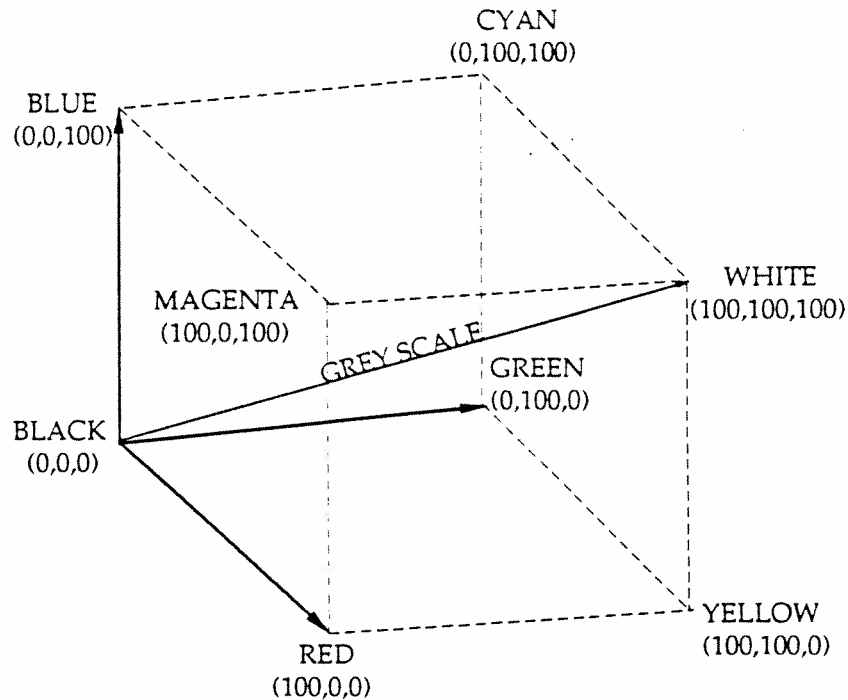 CYAN
(0,100,100)
BLUE
(0,0,100)
MAGENTA
(100,0,100)
WHITE
(100,100,100)
GREY SCALE
GREEN
(0,100,0)
BLACK
(0,0,0)
YELLOW
(100,100,0)
RED
(100,0,0)